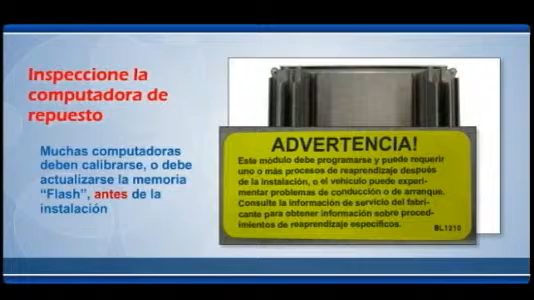 Inspeccione la
computadora de
repuesto
Muchas computadoras
deben calibrarse, o debe
actualizarse la memoria
“Flash”, antes de la
instalación
ADVERTENCIA!
Este módulo debe programarse y puede requerir
uno o más procesos de reaprendizaje después
de la instalación, o el vehículo puede experi-
mentar problemas de conducción o de arranque.
Consulte la información de servicio del fabri-
cante para obtener información sobre proced-
imientos de reaprendizaje específicos.
BL1210